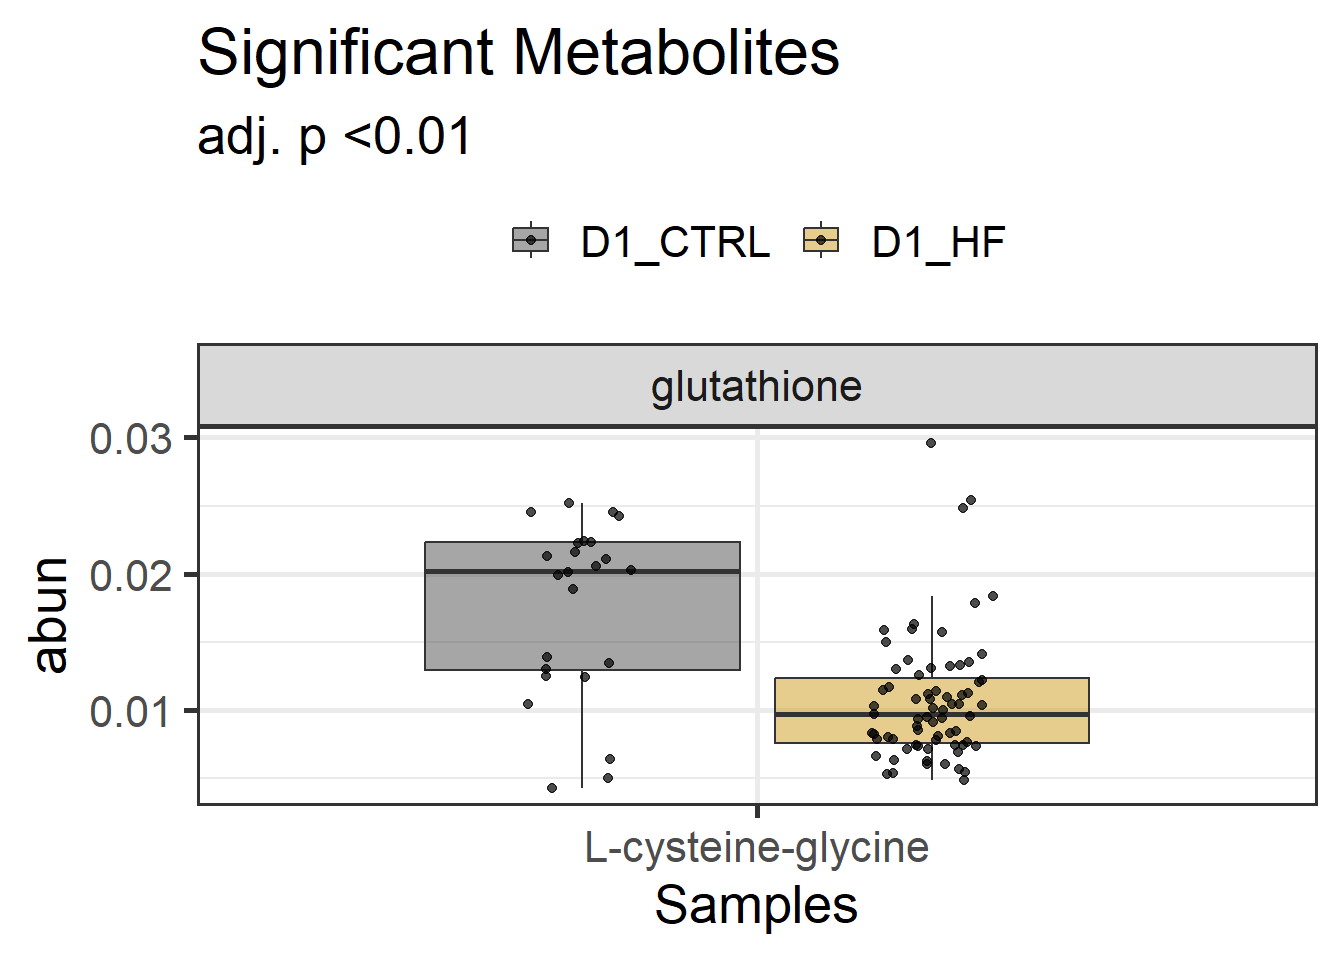 Significant Metabolites
adj. p <0.01
D1_CTRL D1_HF
glutathione
0.03
0.02
0.01
abun
L-cysteine-glycine
Samples